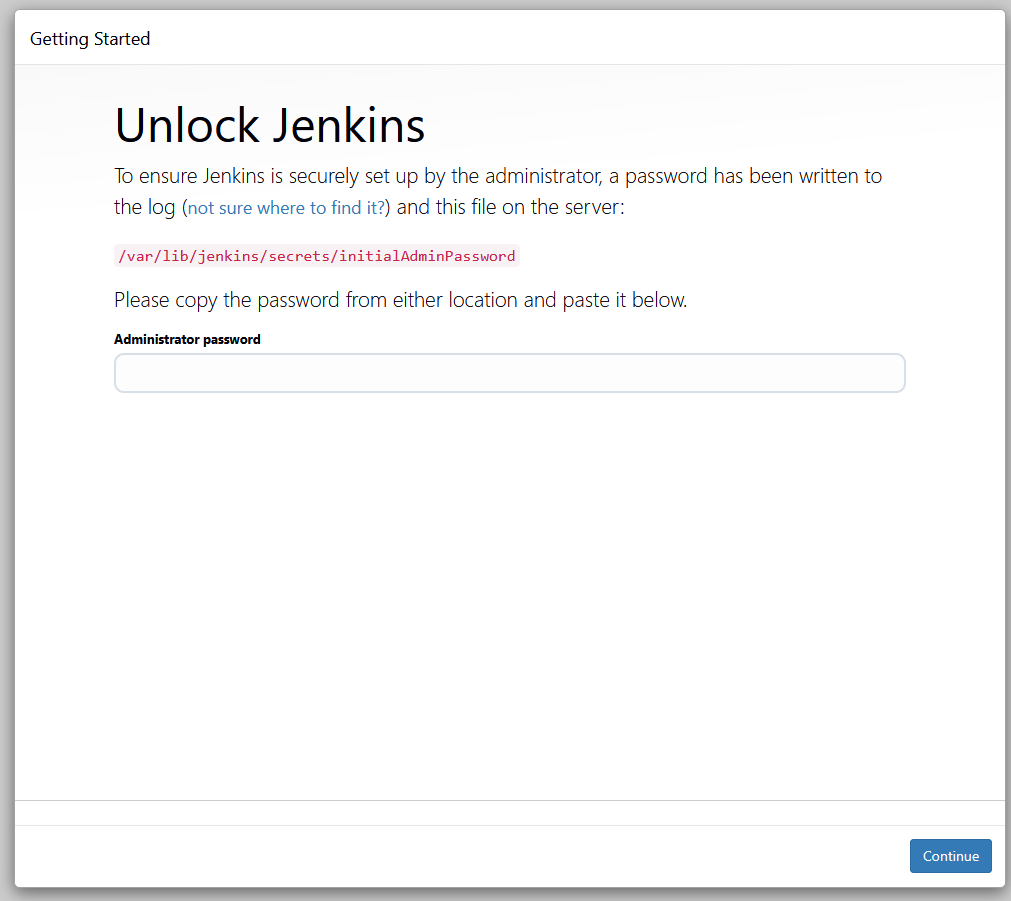 Getting Started
Unlock Jenkins
To ensure Jenkins is securely set up by the administrator, a password has been written to
the log (not sure where to find it?) and this file on the server:
/var/lib/jenkins/secrets/initialAdminPassword
Please copy the password from either location and paste it below.
Administrator password
Continue